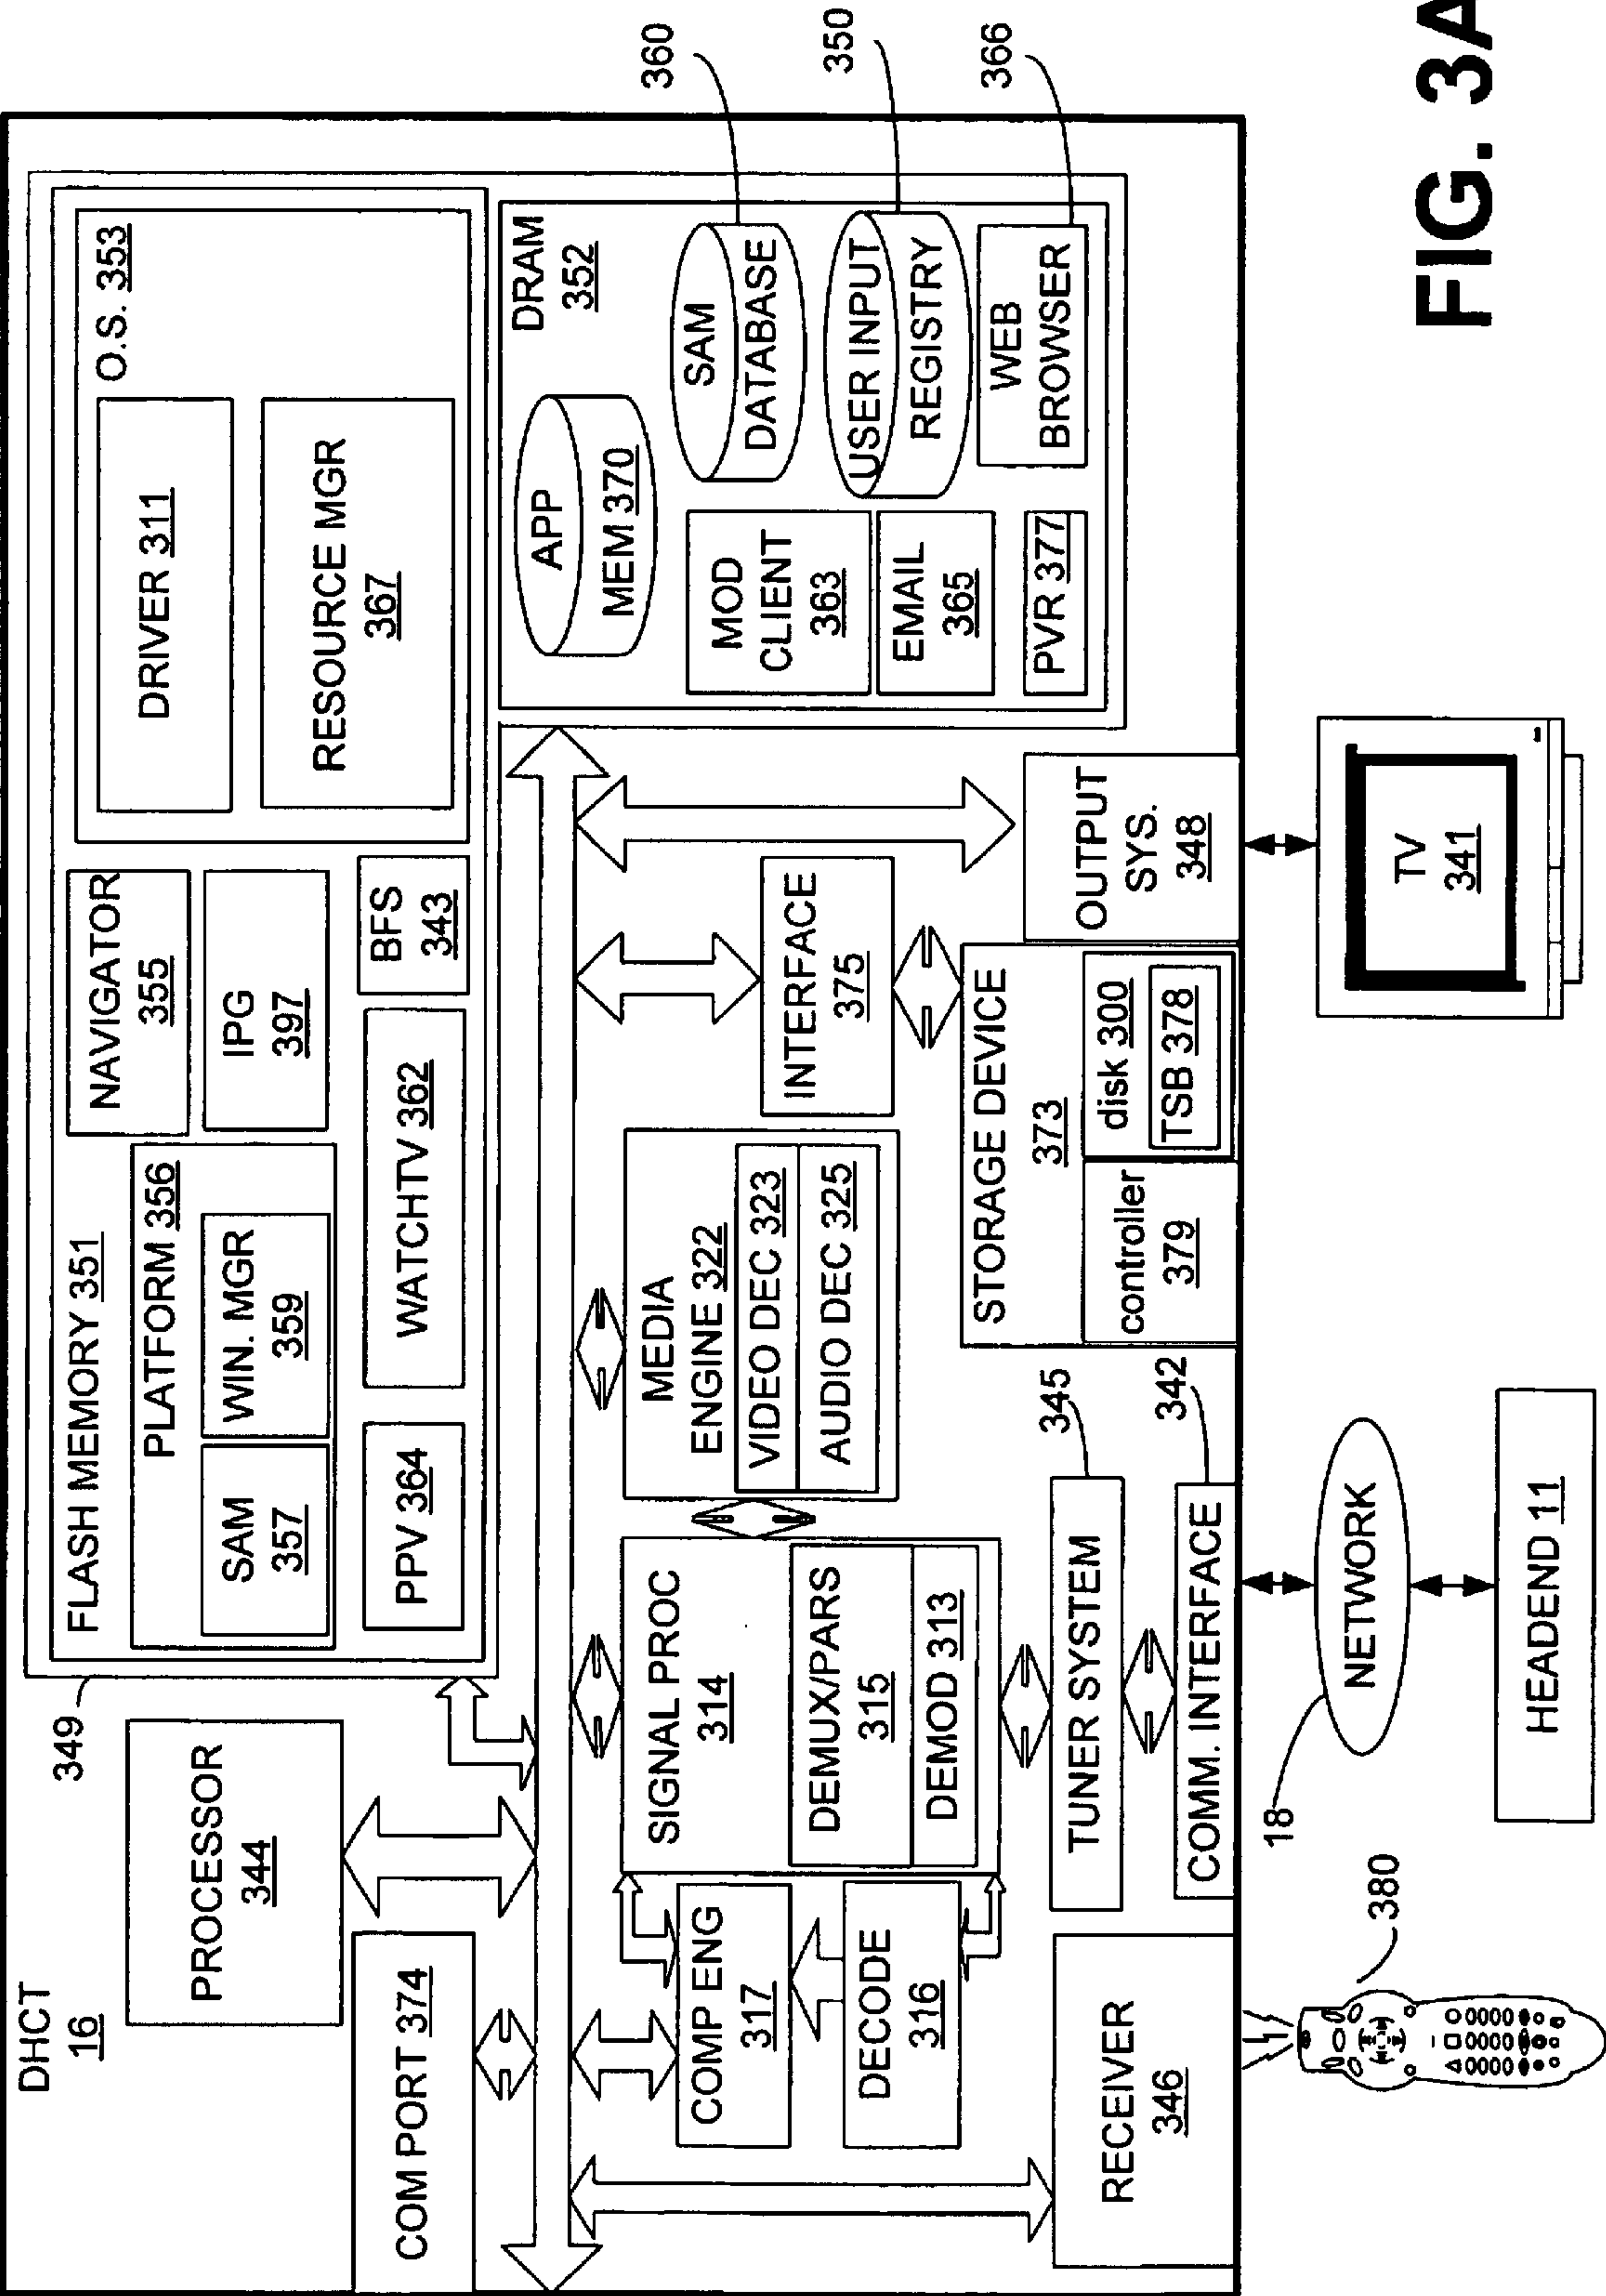 DHCT
16
PROCESSOR
344
COM PORT 374
349
FLASH MEMORY 351
PLATFORM 356
SAM
357
WIN. MGR
359
PPV 364
WATCHTV 362
NAVIGATOR
355
IPG
397
BFS
343
O.S. 353
DRIVER 311
RESOURCE MGR
367
DRAM
352
APP
MEM 370
SAM
DATABASE
360
MOD
CLIENT
363
USER INPUT
REGISTRY
350
EMAIL
365
WEB
BROWSER
366
PVR 377
COMP ENG
317
DECODE
316
SIGNAL PROC
314
DEMUX/PARS
315
DEMOD 313
MEDIA
ENGINE 322
VIDEO DEC 323
AUDIO DEC 325
INTERFACE
375
STORAGE DEVICE
373
controller
379
disk 300
TSB 378
OUTPUT
SYS.
348
RECEIVER
346
TUNER SYSTEM
345
COMM. INTERFACE
342
380
18
NETWORK
HEADEND 11
TV
341
FIG. 3A